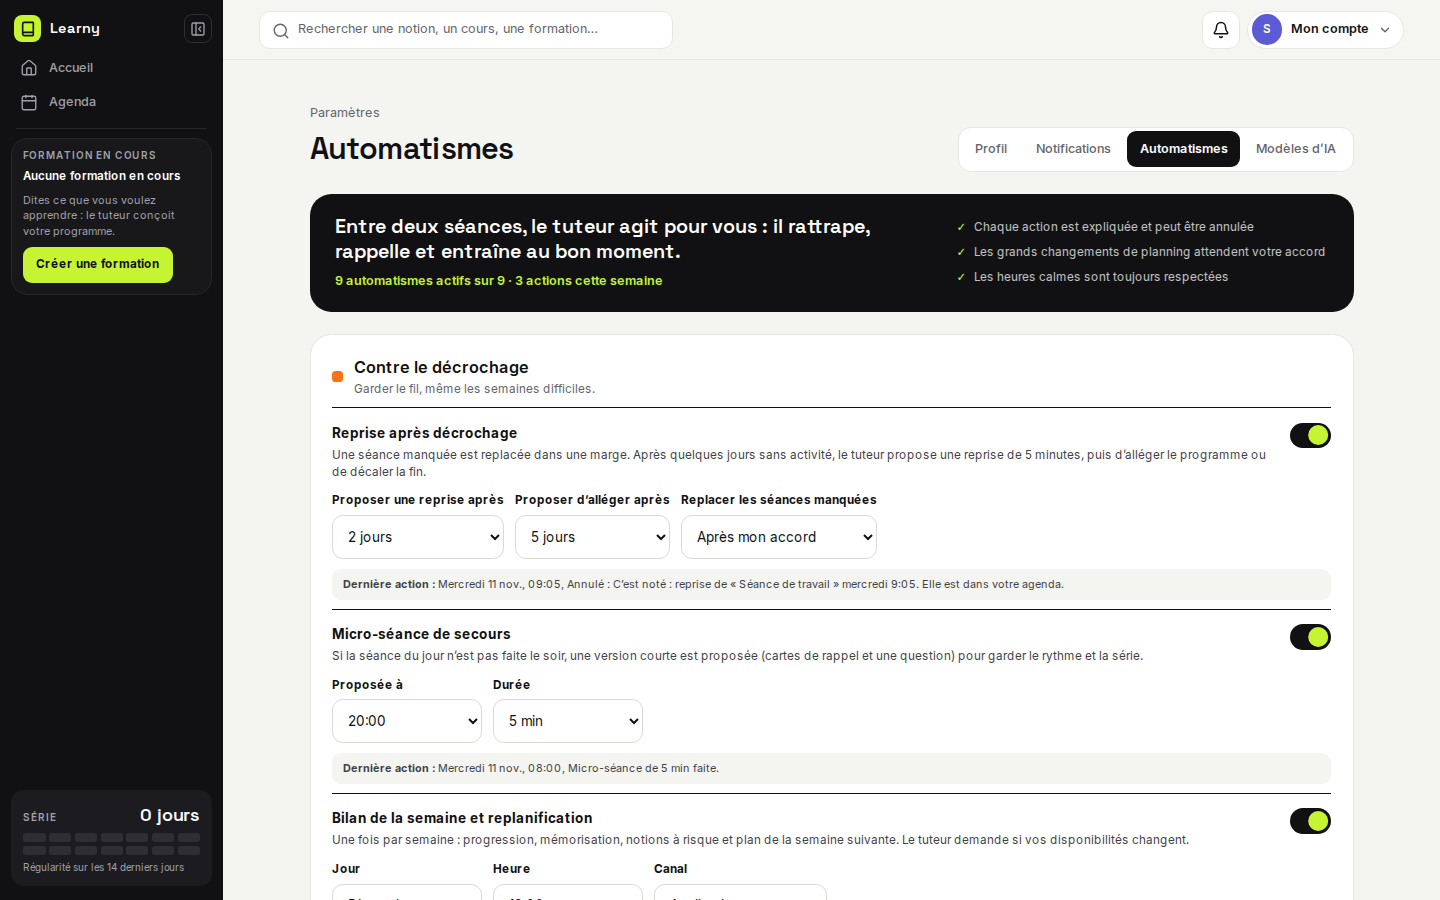 Learny
Rechercher une notion, un cours, une formation...
S
Mon compte
Accueil
Agenda
FORMATION EN COURS
Aucune formation en cours
Dites ce que vous voulez
apprendre : le tuteur conçoit
votre programme.
Créer une formation
SÉRIE
0 jours
Régularité sur les 14 derniers jours
Paramètres
Automatismes
Profil
Notifications
Automatismes
Modèles d’IA
Entre deux séances, le tuteur agit pour vous : il rattrape,
rappelle et entraîne au bon moment.
9 automatismes actifs sur 9 · 3 actions cette semaine
✓ Chaque action est expliquée et peut être annulée
✓ Les grands changements de planning attendent votre accord
✓ Les heures calmes sont toujours respectées
Contre le décrochage
Garder le fil, même les semaines difficiles.
Reprise après décrochage
Une séance manquée est replacée dans une marge. Après quelques jours sans activité, le tuteur propose une reprise de 5 minutes, puis d’alléger le programme ou
de décaler la fin.
Proposer une reprise après
Proposer d’alléger après
Replacer les séances manquées
2 jours
5 jours
Après mon accord
Dernière action : Mercredi 11 nov., 09:05, Annulé : C’est noté : reprise de « Séance de travail » mercredi 9:05. Elle est dans votre agenda.
Micro-séance de secours
Si la séance du jour n’est pas faite le soir, une version courte est proposée (cartes de rappel et une question) pour garder le rythme et la série.
Proposée à
Durée
20:00
5 min
Dernière action : Mercredi 11 nov., 08:00, Micro-séance de 5 min faite.
Bilan de la semaine et replanification
Une fois par semaine : progression, mémorisation, notions à risque et plan de la semaine suivante. Le tuteur demande si vos disponibilités changent.
Jour
Heure
Canal